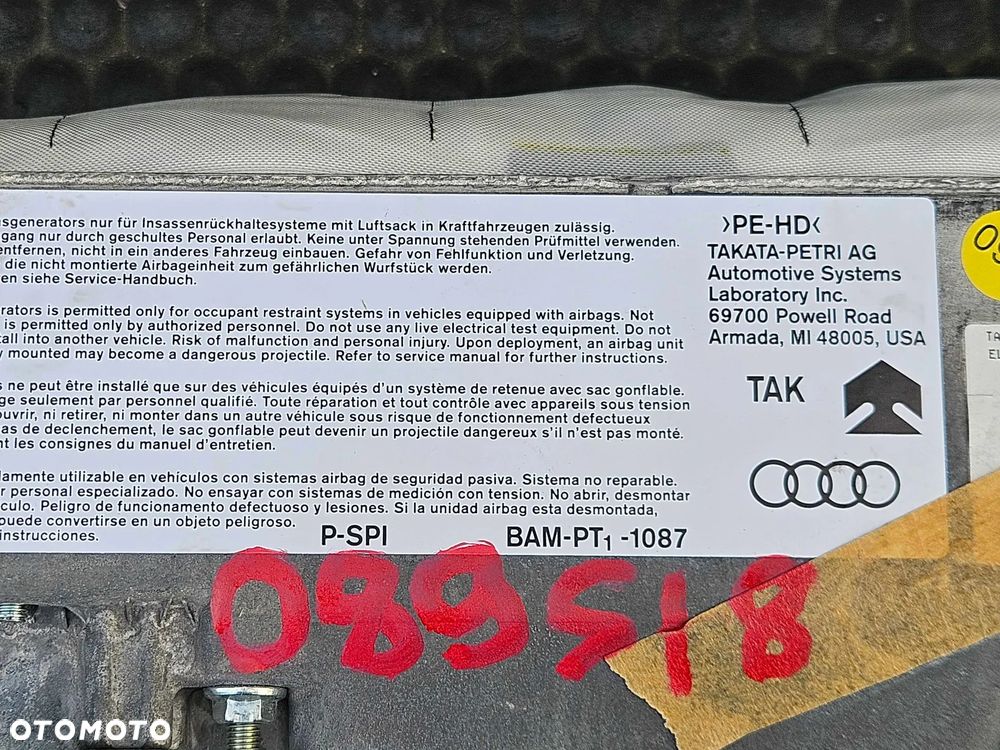 sgenerators nur für Insassenrückhaltesysteme mit Luftsack in Kraftfahrzeugen zulässig.
gang nur durch geschultes Personal erlaubt. Keine unter Spannung stehenden Prüfmittel verwenden.
entfernen, nicht in ein anderes Fahrzeug einbauen. Gefahr von Fehlfunktion und Verletzung.
die nicht montierte Airbageinheit zum gefährlichen Wurfstück werden.
en siehe Service-Handbuch.
rators is permitted only for occupant restraint systems in vehicles equipped with airbags. Not
is permitted only by authorized personnel. Do not use any live electrical test equipment. Do not
tall into another vehicle. Risk of malfunction and personal injury. Upon deployment, an airbag unit
y mounted may become a dangerous projectile. Refer to service manual for further instructions.
s ne peut être installé que sur des véhicules équipés d'un système de retenue avec sac gonflable.
ge seulement par personnel qualifié. Toute réparation et tout contrôle avec appareils sous tension
ouvrir, ni retirer, ni monter dans un autre véhicule sous risque de fonctionnement defectueux
as de declenchement, le sac gonflable peut devenir un projectile dangereux s'il n'est pas monté.
nt les consignes du manuel d'entretien.
lamente utilizable en vehículos con sistemas airbag de seguridad pasiva. Sistema no reparable.
r personal especializado. No ensayar con sistemas de medición con tension. No abrir, desmontar
culo. Peligro de funcionamiento defectuoso y lesiones. Si la unidad airbag esta desmontada,
puede convertirse en un objeto peligroso.
instrucciones.
P-SPI BAM-PT1 -1087
>PE-HD<
TAKATA-PETRI AG
Automotive Systems
Laboratory Inc.
69700 Powell Road
Armada, MI 48005, USA
TAK
TA
EL
089518
OTOMOTO